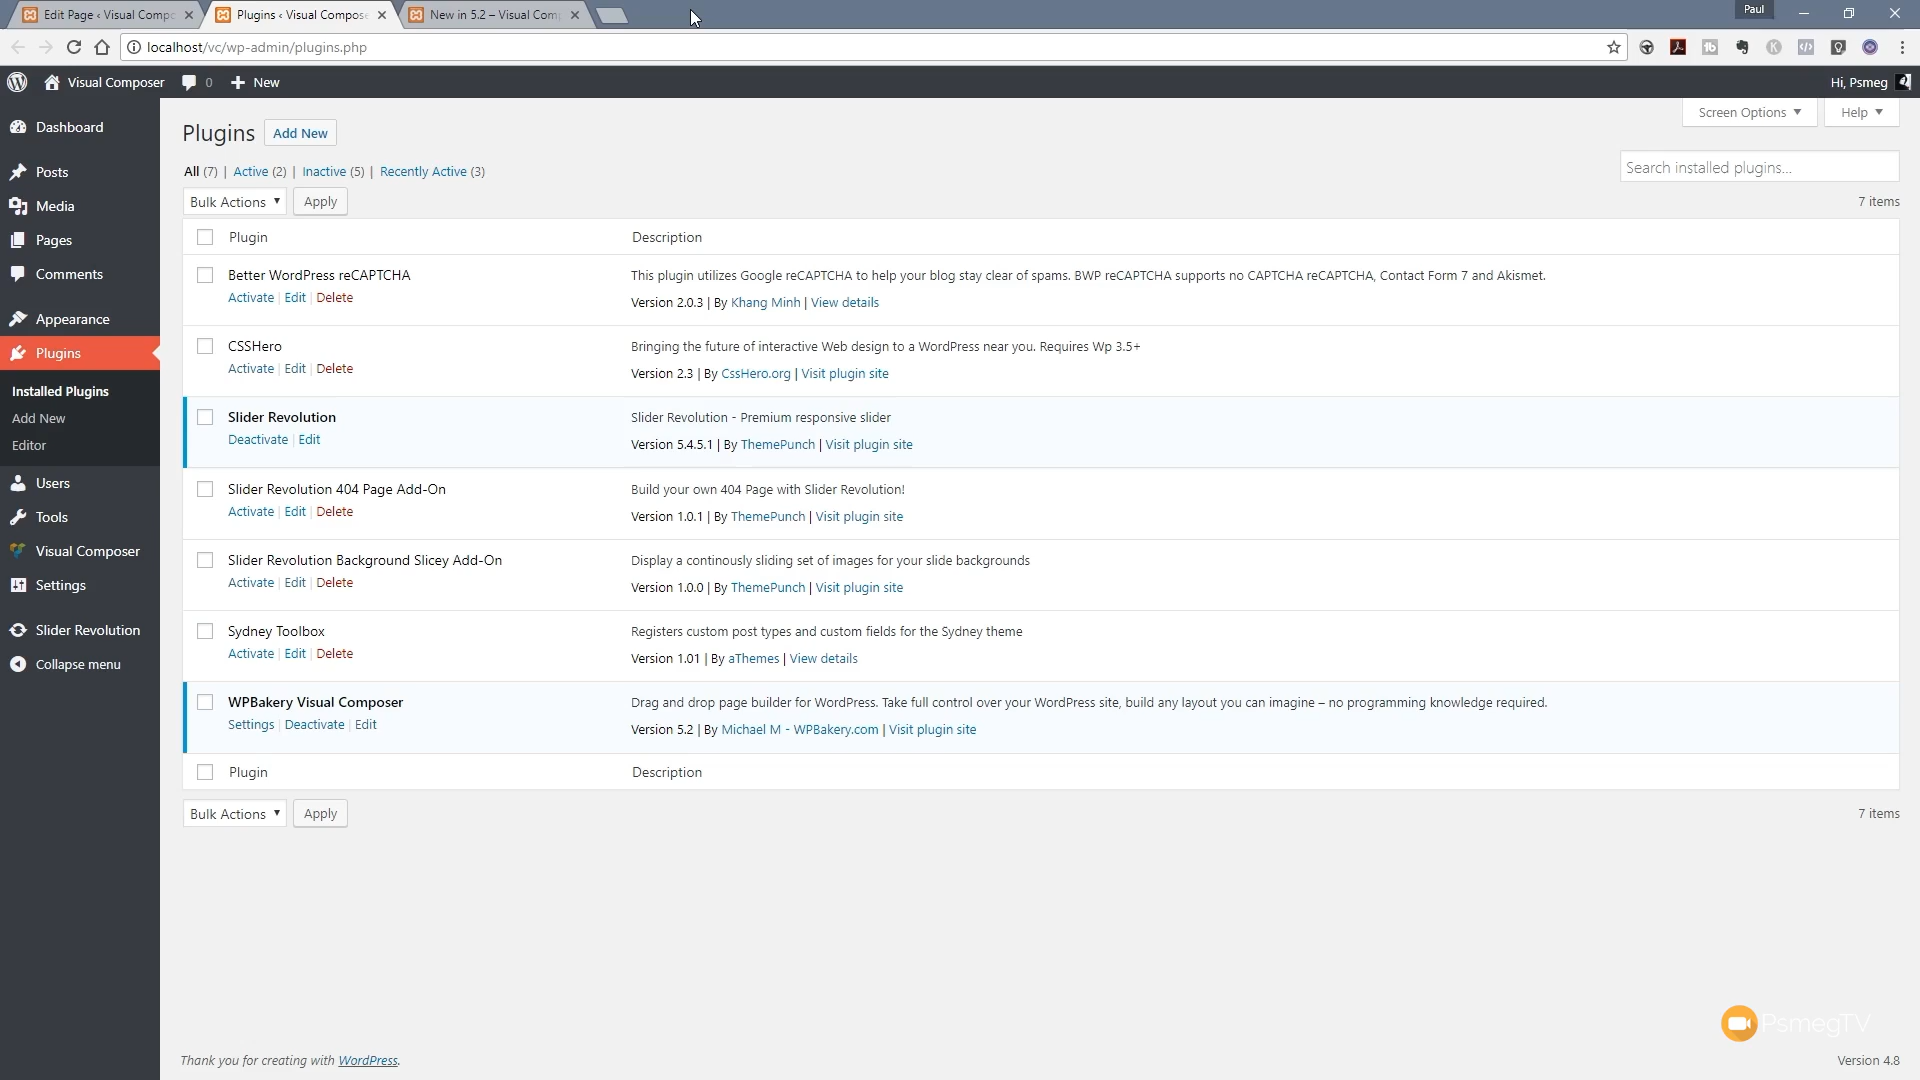 Edit Page ‹ Visual Compo
Plugins ‹ Visual Compose
New in 5.2 – Visual Com
Paul
localhost/vc/wp-admin/plugins.php
Visual Composer
0
New
Hi, Psmeg
Dashboard
Posts
Media
Pages
Comments
Appearance
Plugins
Installed Plugins
Add New
Editor
Users
Tools
Visual Composer
Settings
Slider Revolution
Collapse menu
Screen Options
Help
Plugins
Add New
All (7) | Active (2) | Inactive (5) | Recently Active (3)
Search installed plugins...
Bulk Actions
Apply
7 items
Plugin
Description
Better WordPress reCAPTCHA
Activate | Edit | Delete
This plugin utilizes Google reCAPTCHA to help your blog stay clear of spams. BWP reCAPTCHA supports no CAPTCHA reCAPTCHA, Contact Form 7 and Akismet.
Version 2.0.3 | By Khang Minh | View details
CSSHero
Activate | Edit | Delete
Bringing the future of interactive Web design to a WordPress near you. Requires Wp 3.5+
Version 2.3 | By CssHero.org | Visit plugin site
Slider Revolution
Deactivate | Edit
Slider Revolution - Premium responsive slider
Version 5.4.5.1 | By ThemePunch | Visit plugin site
Slider Revolution 404 Page Add-On
Activate | Edit | Delete
Build your own 404 Page with Slider Revolution!
Version 1.0.1 | By ThemePunch | Visit plugin site
Slider Revolution Background Slicey Add-On
Activate | Edit | Delete
Display a continously sliding set of images for your slide backgrounds
Version 1.0.0 | By ThemePunch | Visit plugin site
Sydney Toolbox
Activate | Edit | Delete
Registers custom post types and custom fields for the Sydney theme
Version 1.01 | By aThemes | View details
WPBakery Visual Composer
Settings | Deactivate | Edit
Drag and drop page builder for WordPress. Take full control over your WordPress site, build any layout you can imagine – no programming knowledge required.
Version 5.2 | By Michael M - WPBakery.com | Visit plugin site
Plugin
Description
Bulk Actions
Apply
7 items
PsmegTV
Thank you for creating with WordPress.
Version 4.8